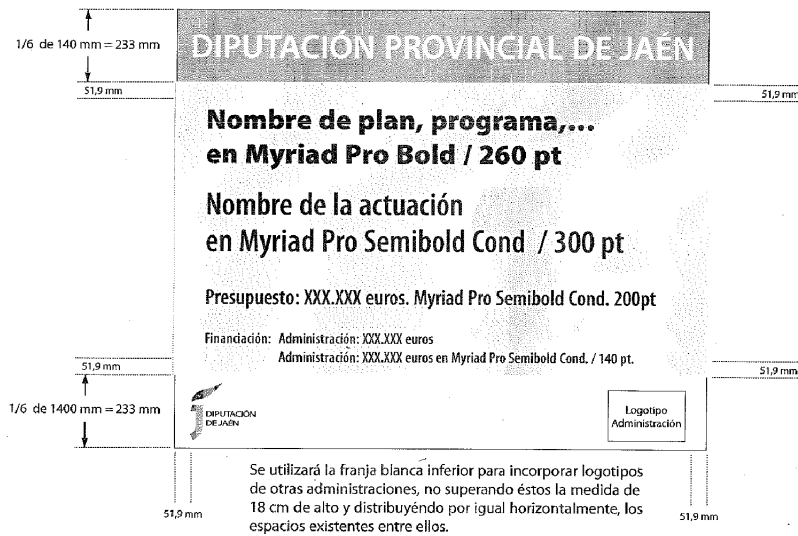 DIPUTACIÓN PROVINCIAL DE JAÉN
1/6 de 140 mm = 233 mm
51,9 mm
51,9 mm
Nombre de plan, programa,...
en Myriad Pro Bold / 260 pt
Nombre de la actuación
en Myriad Pro Semibold Cond / 300 pt
Presupuesto: XXX.XXX euros. Myriad Pro Semibold Cond. 200pt
Financiación: Administración: XXX.XXX euros
Administración: XXX.XXX euros en Myriad Pro Semibold Cond. / 140 pt.
51,9 mm
51,9 mm
1/6 de 1400 mm = 233 mm
DIPUTACIÓN
DE JAÉN
Logotipo
Administración
Se utilizará la franja blanca inferior para incorporar logotipos
de otras administraciones, no superando éstos la medida de
18 cm de alto y distribuyéndo por igual horizontalmente, los
espacios existentes entre ellos.
51,9 mm
51,9 mm